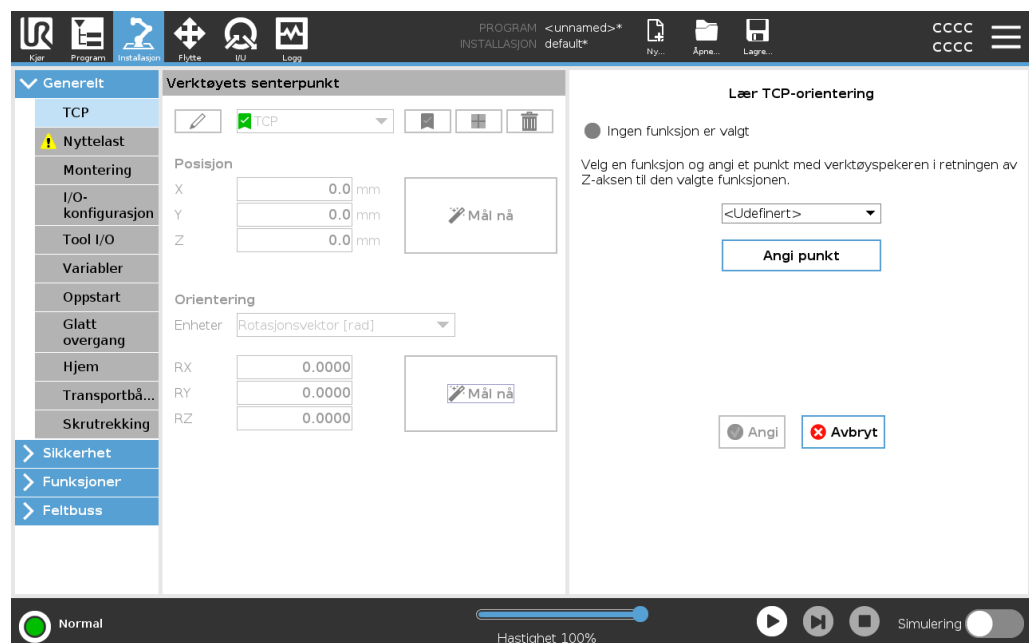 UR
Kjør
Program
Installasjon
Flytte
I/U
Logg
PROGRAM <unnamed>*
INSTALLASJON default*
Ny...
Åpne...
Lagre...
CCCC
CCCC
Generelt
TCP
Nyttelast
Montering
I/O-
konfigurasjon
Tool I/O
Variabler
Oppstart
Glatt
overgang
Hjem
Transportbå...
Skrutrekking
Sikkerhet
Funksjoner
Feltbuss
Verktøyets senterpunkt
TCP
Posisjon
X 0.0 mm
Y 0.0 mm
Z 0.0 mm
Mål nå
Orientering
Enheter Rotasjonsvektor [rad]
RX 0.0000
RY 0.0000
RZ 0.0000
Mål nå
Lær TCP-orientering
Ingen funksjon er valgt
Velg en funksjon og angi et punkt med verktøyspekeren i retningen av
Z-aksen til den valgte funksjonen.
<Udefinert>
Angi punkt
Angi
Avbryt
Normal
Hastighet 100%
Simulering